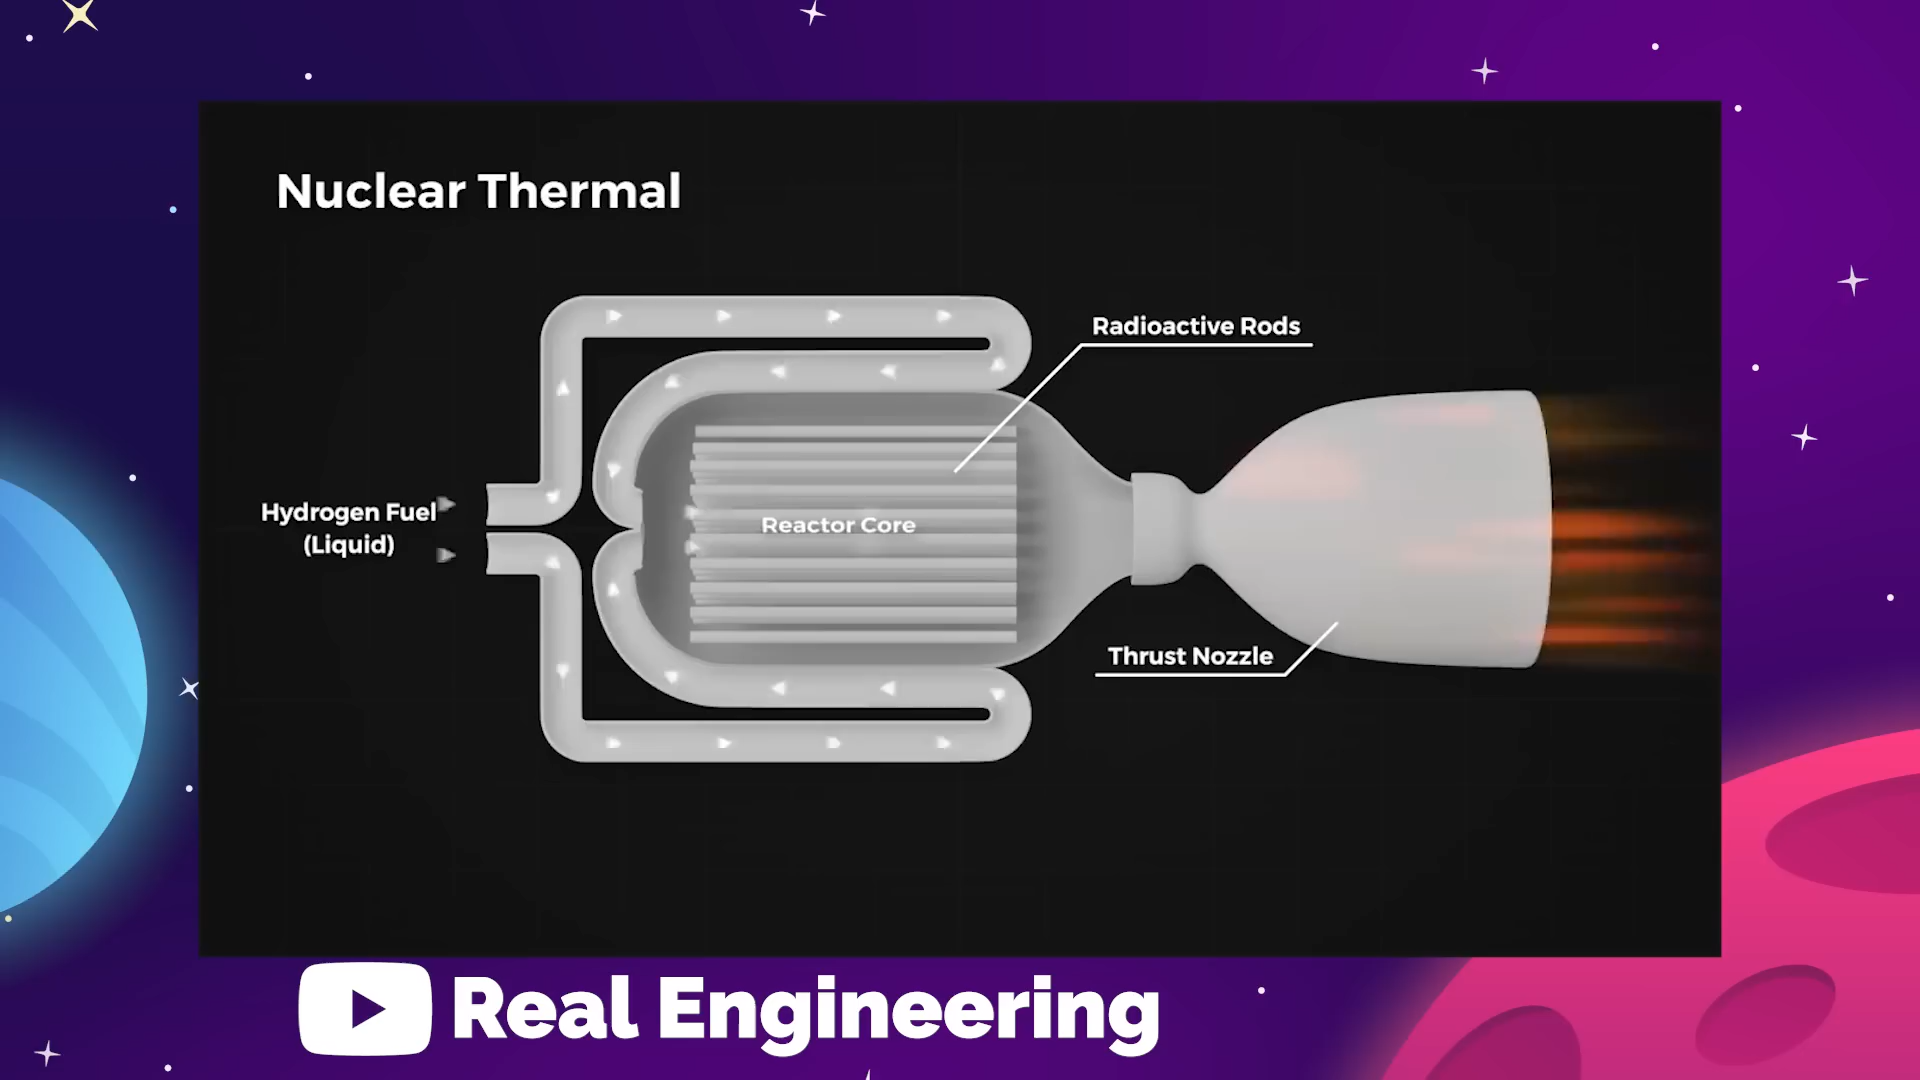 Nuclear Thermal
Radioactive Rods
Hydrogen Fuel
(Liquid)
Reactor Core
Thrust Nozzle
Real Engineering